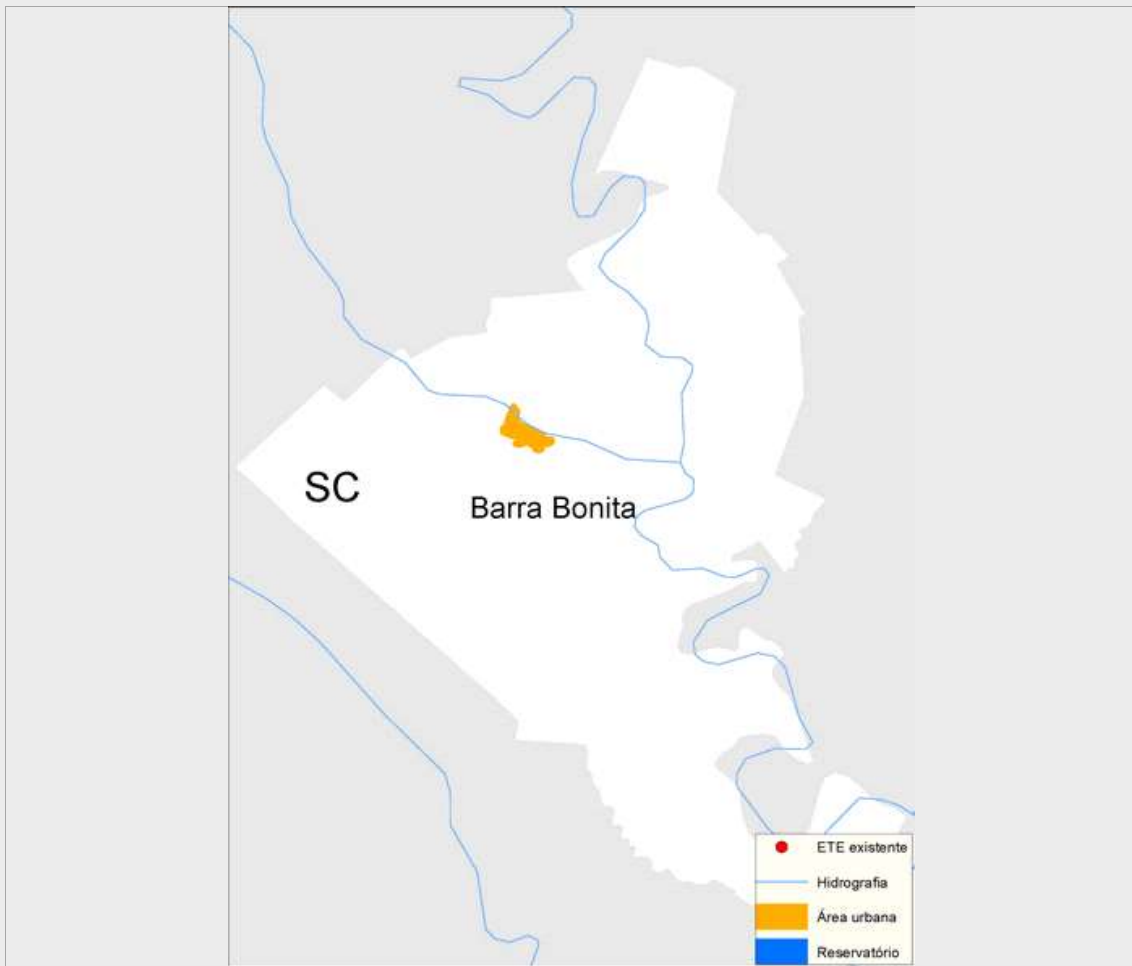 SC
Barra Bonita
ETE existente
Hidrografia
Área urbana
Reservatório